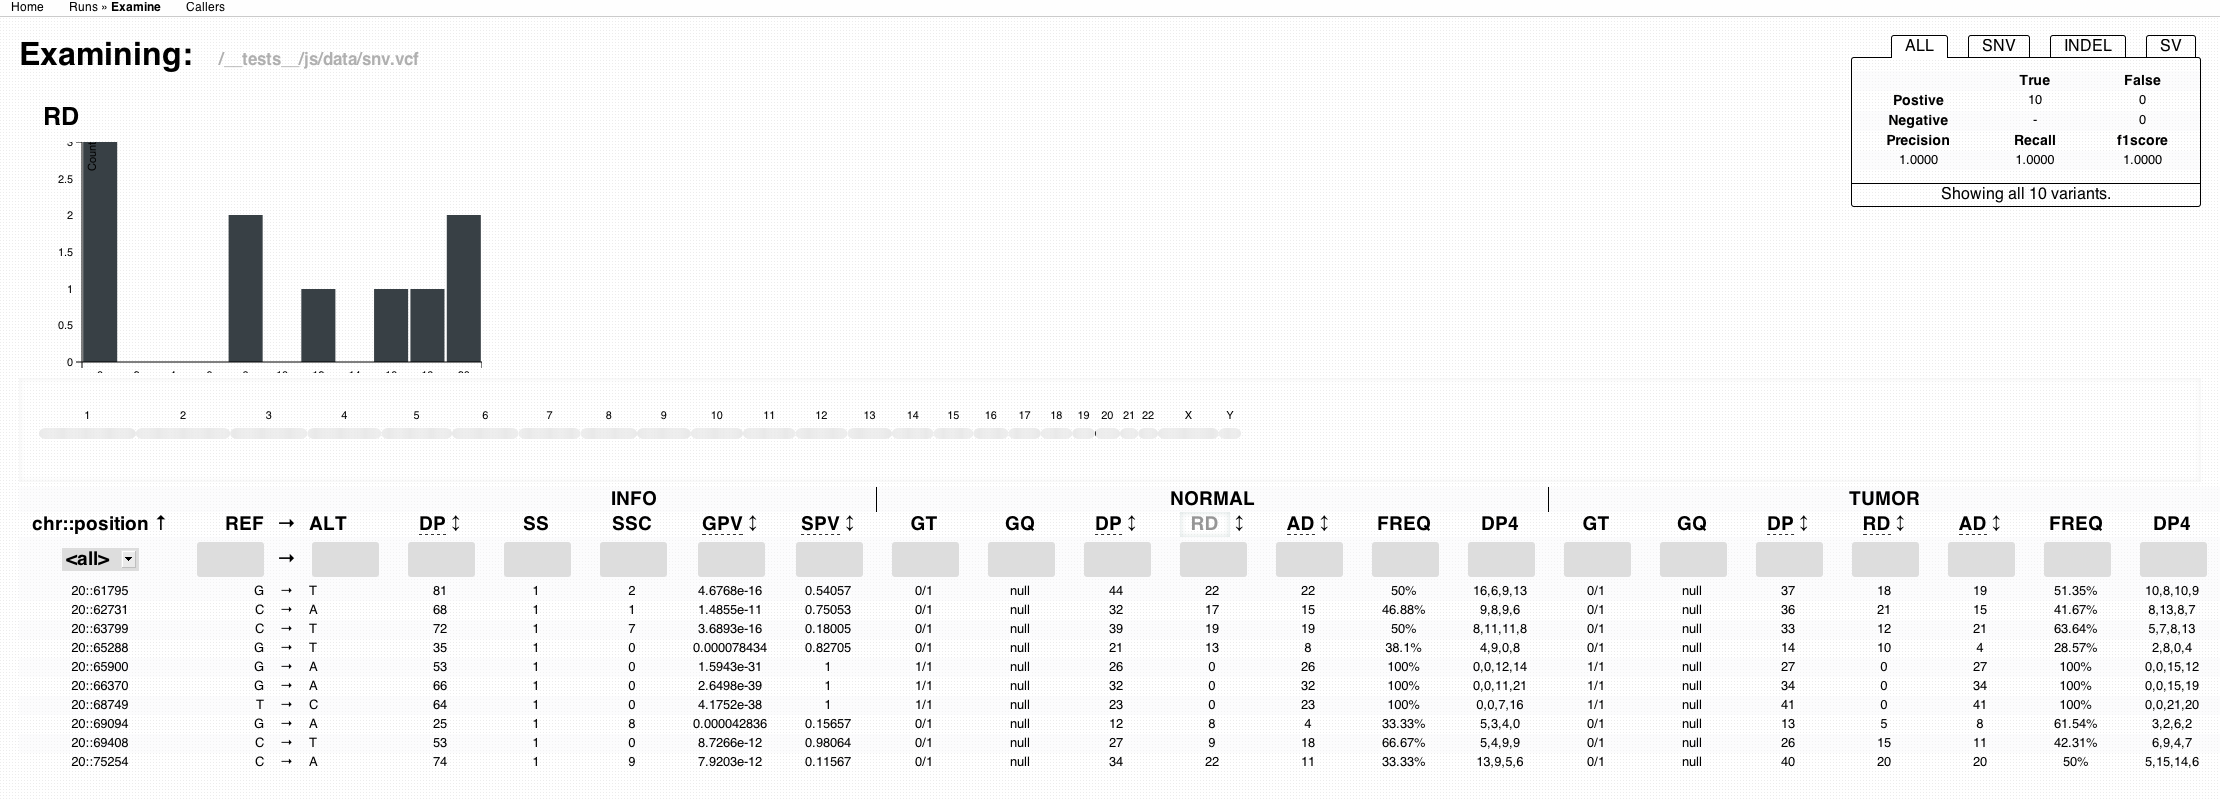 Home Runs » Examine Callers
Examining: /__tests__/js/data/snv.vcf
ALL SNV INDEL SV
True False
Postive 10 0
Negative - 0
Precision Recall f1score
1.0000 1.0000 1.0000
Showing all 10 variants.
RD
3
Count
2.5
2
1.5
1
0.5
0
1 2 3 4 5 6 7 8 9 10 11 12 13 14 15 16 17 18 19 20 21 22 X Y
INFO NORMAL TUMOR
chr::position ↑ REF → ALT DP ↕ SS SSC GPV ↕ SPV ↕ GT GQ DP ↕ RD ↕ AD ↕ FREQ DP4 GT GQ DP ↕ RD ↕ AD ↕ FREQ DP4
<all> →
20::61795 G → T 81 1 2 4.6768e-16 0.54057 0/1 null 44 22 22 50% 16,6,9,13 0/1 null 37 18 19 51.35% 10,8,10,9
20::62731 C → A 68 1 1 1.4855e-11 0.75053 0/1 null 32 17 15 46.88% 9,8,9,6 0/1 null 36 21 15 41.67% 8,13,8,7
20::63799 C → T 72 1 7 3.6893e-16 0.18005 0/1 null 39 19 19 50% 8,11,11,8 0/1 null 33 12 21 63.64% 5,7,8,13
20::65288 G → T 35 1 0 0.000078434 0.82705 0/1 null 21 13 8 38.1% 4,9,0,8 0/1 null 14 10 4 28.57% 2,8,0,4
20::65900 G → A 53 1 0 1.5943e-31 1 1/1 null 26 0 26 100% 0,0,12,14 1/1 null 27 0 27 100% 0,0,15,12
20::66370 G → A 66 1 0 2.6498e-39 1 1/1 null 32 0 32 100% 0,0,11,21 1/1 null 34 0 34 100% 0,0,15,19
20::68749 T → C 64 1 0 4.1752e-38 1 1/1 null 23 0 23 100% 0,0,7,16 1/1 null 41 0 41 100% 0,0,21,20
20::69094 G → A 25 1 8 0.000042836 0.15657 0/1 null 12 8 4 33.33% 5,3,4,0 0/1 null 13 5 8 61.54% 3,2,6,2
20::69408 C → T 53 1 0 8.7266e-12 0.98064 0/1 null 27 9 18 66.67% 5,4,9,9 0/1 null 26 15 11 42.31% 6,9,4,7
20::75254 C → A 74 1 9 7.9203e-12 0.11567 0/1 null 34 22 11 33.33% 13,9,5,6 0/1 null 40 20 20 50% 5,15,14,6